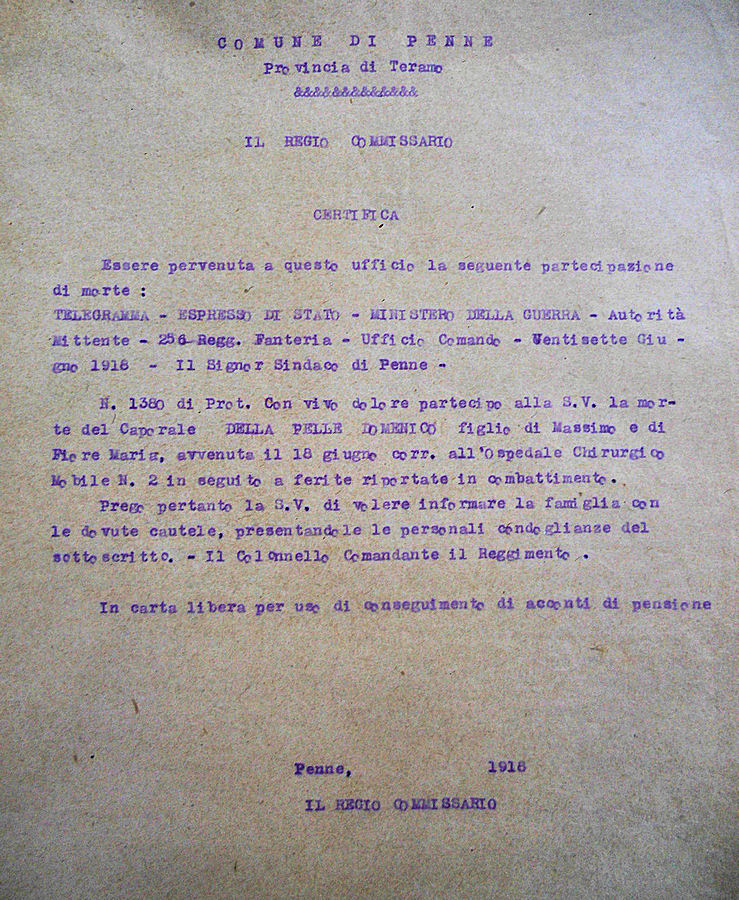 COMUNE DI PENNE
Provincia di Teramo
&&&&&&&&&&&&&
IL REGIO COMMISSARIO
CERTIFICA
Essere pervenuta a questo ufficio la seguente partecipazione
di morte :
TELEGRAMMA - ESPRESSO DI STATO - MINISTERO DELLA GUERRA - Autorità
Mittente - 256 Regg. Fanteria - Ufficio Comando - Ventisette Giu -
gno 1918 - Il Signor Sindaco di Penne -
N. 1380 di Prot. Con vivo dolore partecipo alla S.V. la mor-
te del Caporale DELLA PELLE DOMENICO figlio di Massimo e di
Fiore Maria, avvenuta il 18 giugno corr. all'Ospedale Chirurgico
Mobile N. 2 in seguito a ferite riportate in combattimento.
Prego pertanto la S.V. di volere informare la famiglia con
le dovute cautele, presentandole le personali condoglianze del
sottoscritto. - Il Colonnello Comandante il Reggimento .
In carta libera per uso di conseguimento di acconti di pensione
Penne, 1918
IL REGIO COMMISSARIO